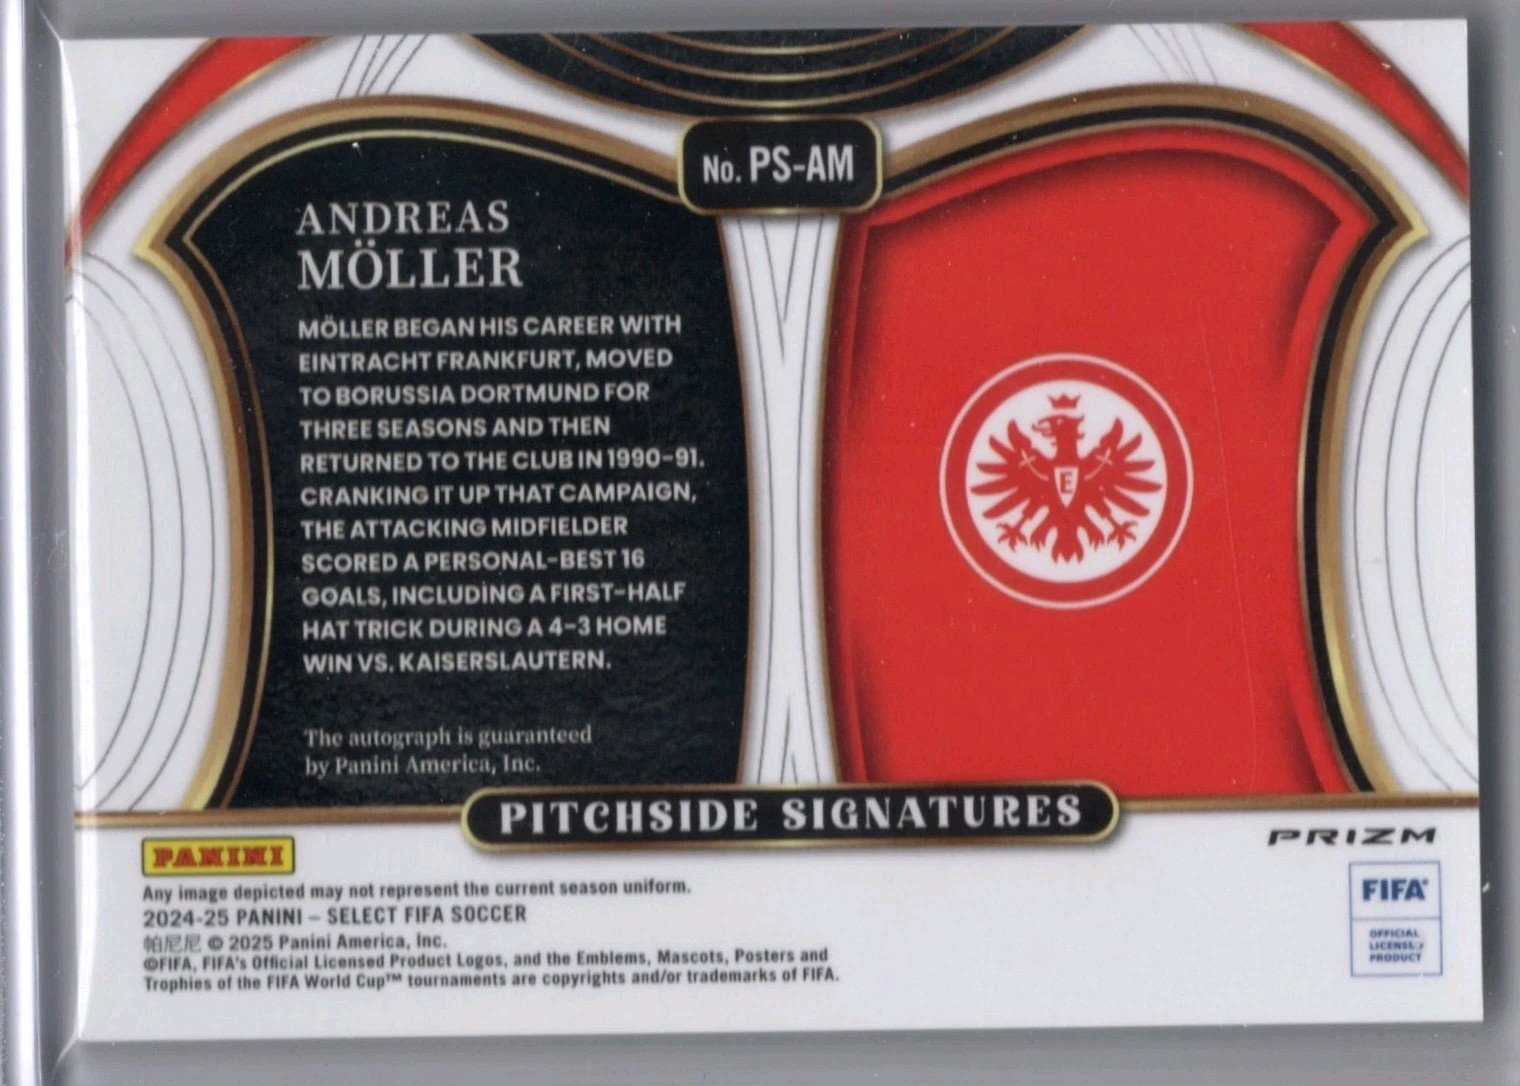 No. PS-AM
ANDREAS
MÖLLER
MÖLLER BEGAN HIS CAREER WITH
EINTRACHT FRANKFURT, MOVED
TO BORUSSIA DORTMUND FOR
THREE SEASONS AND THEN
RETURNED TO THE CLUB IN 1990-91.
CRANKING IT UP THAT CAMPAIGN,
THE ATTACKING MIDFIELDER
SCORED A PERSONAL-BEST 16
GOALS, INCLUDING A FIRST-HALF
HAT TRICK DURING A 4-3 HOME
WIN VS. KAISERSLAUTERN.
The autograph is guaranteed
by Panini America, Inc.
E
PITCHSIDE SIGNATURES
PANINI
Any image depicted may not represent the current season uniform.
2024-25 PANINI – SELECT FIFA SOCCER
帕尼尼 © 2025 Panini America, Inc.
©FIFA, FIFA's Official Licensed Product Logos, and the Emblems, Mascots, Posters and
Trophies of the FIFA World Cup™ tournaments are copyrights and/or trademarks of FIFA.
PRIZM
FIFA®
OFFICIAL
LICENSED
PRODUCT